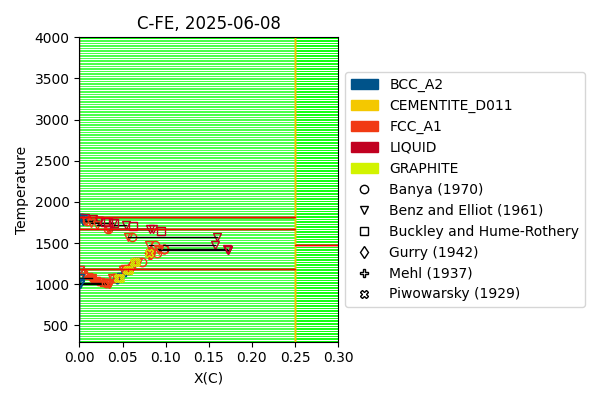 C-FE, 2025-06-08
Temperature
4000
3500
3000
2500
2000
1500
1000
500
0.00 0.05 0.10 0.15 0.20 0.25 0.30
X(C)
BCC_A2
CEMENTITE_D011
FCC_A1
LIQUID
GRAPHITE
Banya (1970)
Benz and Elliot (1961)
Buckley and Hume-Rothery
Gurry (1942)
Mehl (1937)
Piwowarsky (1929)